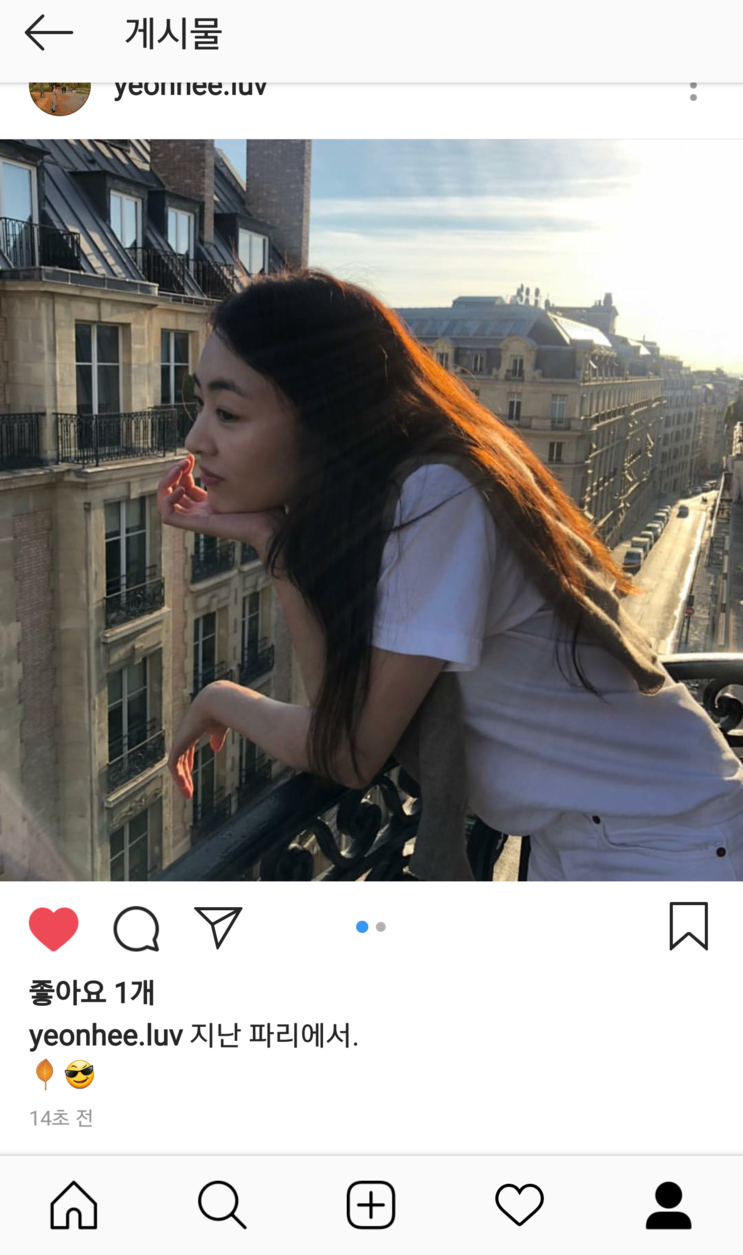 게시물
yeonhee.luv
좋아요 1개
yeonhee.luv 지난 파리에서.
🍂😎
14초 전